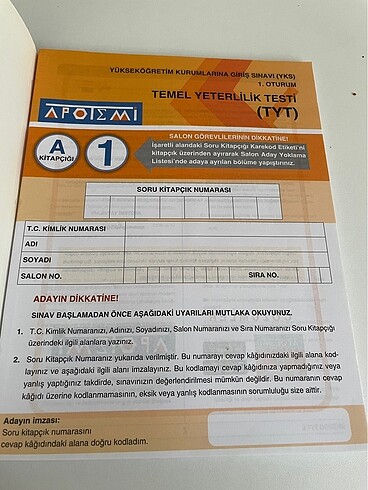 YÜKSEKÖĞRETİM KURUMLARINA GİRİŞ SINAVI (YKS)
1. OTURUM
TEMEL YETERLİLİK TESTİ
(TYT)
APOTEMİ
A
KİTAPÇIĞI
1
SALON GÖREVLİLERİNİN DİKKATİNE!
İşaretli alandaki Soru Kitapçığı Karekod Etiketi'ni
kitapçık üzerinden ayırarak Salon Aday Yoklama
Listesi'nde adaya ayrılan bölüme yapıştırınız.
SORU KİTAPÇIK NUMARASI
T.C. KİMLİK NUMARASI
ADI
SOYADI
SALON NO.
SIRA NO.
ADAYIN DİKKATİNE!
SINAV BAŞLAMADAN ÖNCE AŞAĞIDAKİ UYARILARI MUTLAKA OKUYUNUZ.
1. T.C. Kimlik Numaranızı, Adınızı, Soyadınızı, Salon Numaranızı ve Sıra Numaranızı Soru Kitapçığı
üzerindeki ilgili alanlara yazınız.
2. Soru Kitapçık Numaranız yukarıda verilmiştir. Bu numarayı cevap kâğıdınızdaki ilgili alana kod-
layınız ve aşağıdaki ilgili alanı imzalayınız. Bu kodlamayı cevap kâğıdınıza yapmadığınız veya
yanlış yaptığınız takdirde, sınavınızın değerlendirilmesi mümkün değildir. Bu numaranın cevap
kâğıdı üzerine kodlanmamasının, eksik veya yanlış kodlanmasının sorumluluğu size aittir.
Adayın imzası:
Soru kitapçık numarasını
cevap kâğıdındaki alana doğru kodladım.